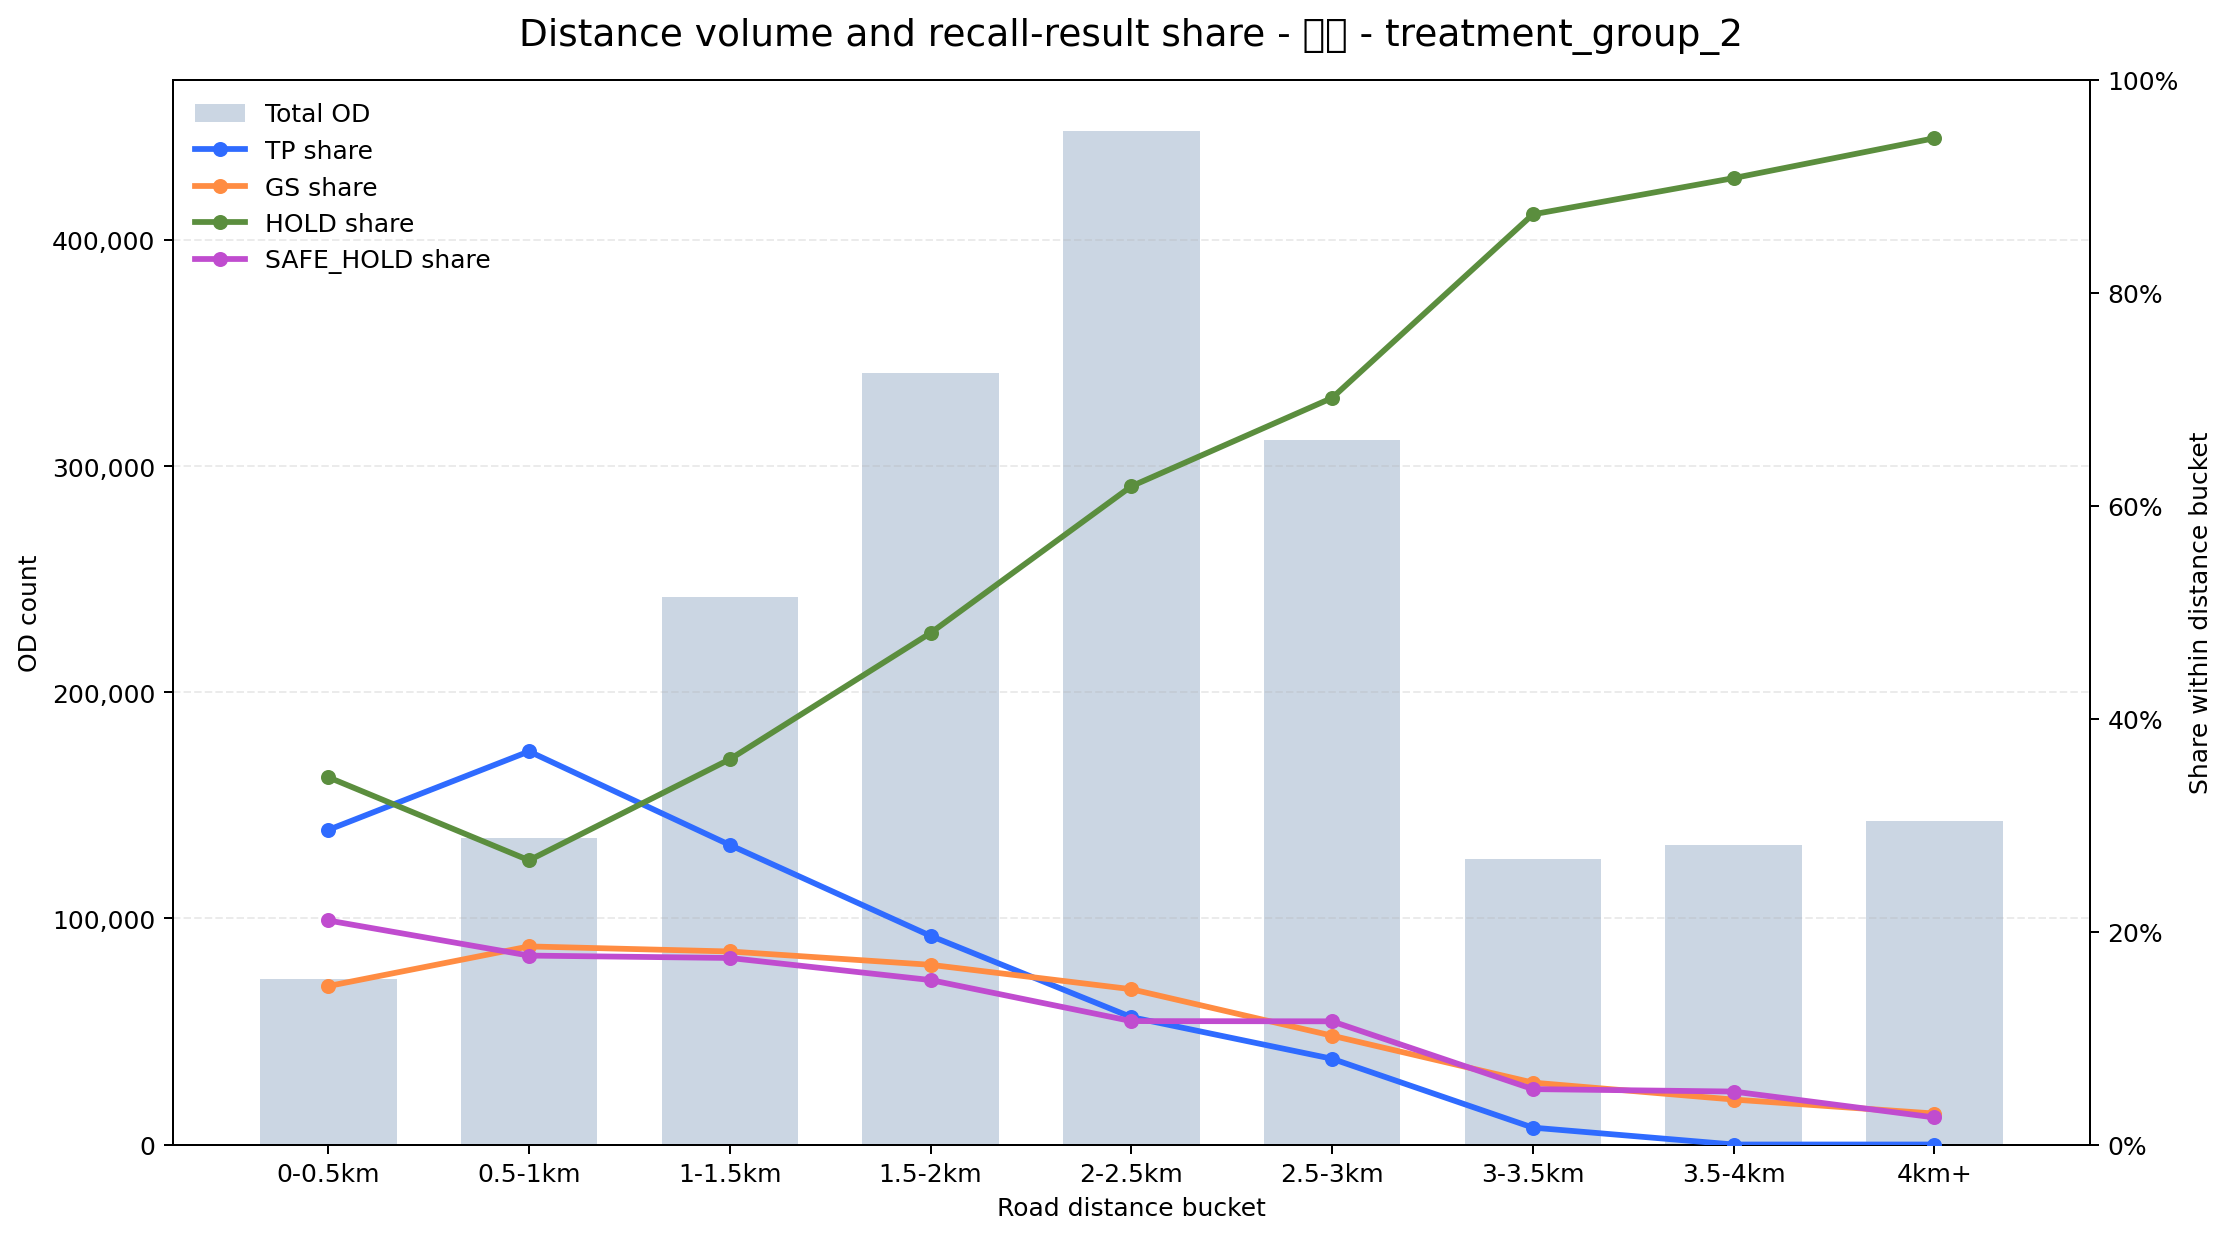 Distance volume and recall-result share - - treatment_group_2
Total OD
TP share
GS share
HOLD share
SAFE_HOLD share
OD count
400,000
300,000
200,000
100,000
0
Share within distance bucket
100%
80%
60%
40%
20%
0%
0-0.5km
0.5-1km
1-1.5km
1.5-2km
2-2.5km
2.5-3km
3-3.5km
3.5-4km
4km+
Road distance bucket